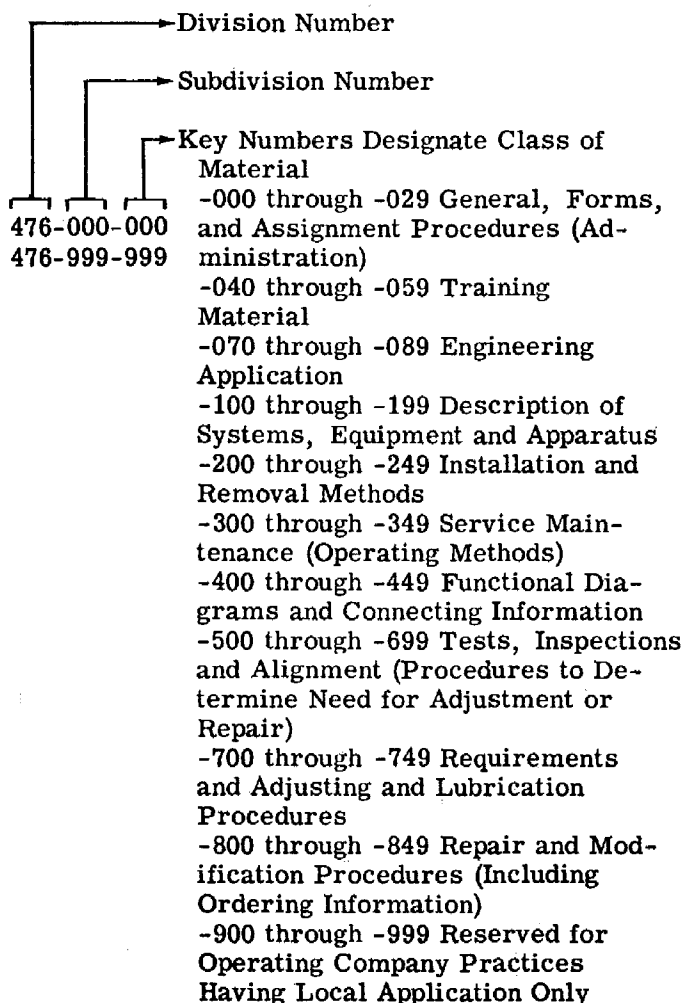 Division Number
Subdivision Number
Key Numbers Designate Class of
Material
-000 through -029 General, Forms,
476-000-000 and Assignment Procedures (Ad-
476-999-999 ministration)
-040 through -059 Training
Material
-070 through -089 Engineering
Application
-100 through -199 Description of
Systems, Equipment and Apparatus
-200 through -249 Installation and
Removal Methods
-300 through -349 Service Main-
tenance (Operating Methods)
-400 through -449 Functional Dia-
grams and Connecting Information
-500 through -699 Tests, Inspections
and Alignment (Procedures to De-
termine Need for Adjustment or
Repair)
-700 through -749 Requirements
and Adjusting and Lubrication
Procedures
-800 through -849 Repair and Mod-
ification Procedures (Including
Ordering Information)
-900 through -999 Reserved for
Operating Company Practices
Having Local Application Only